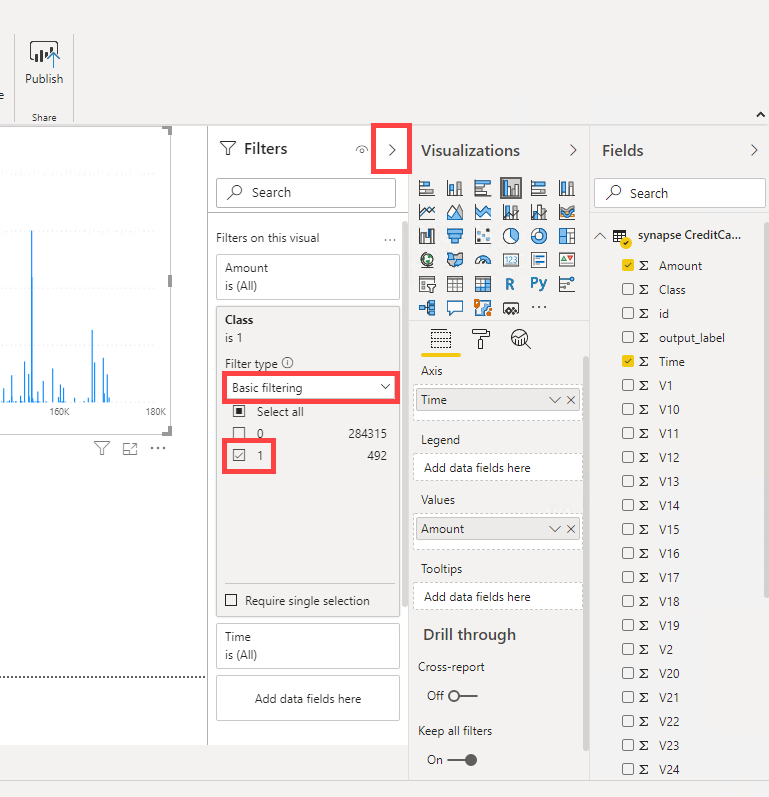 e
Publish
Share
160K
180K
Filters
Search
Filters on this visual
Amount
is (All)
Class
is 1
Filter type
Basic filtering
Select all
0 284315
1 492
Require single selection
Time
is (All)
Add data fields here
Visualizations
123
R
Py
Axis
Time
Legend
Add data fields here
Values
Amount
Tooltips
Add data fields here
Drill through
Cross-report
Off
Keep all filters
On
Fields
Search
synapse CreditCa...
Σ Amount
Σ Class
Σ id
Σ output_label
Σ Time
Σ V1
Σ V10
Σ V11
Σ V12
Σ V13
Σ V14
Σ V15
Σ V16
Σ V17
Σ V18
Σ V19
Σ V2
Σ V20
Σ V21
Σ V22
Σ V23
Σ V24